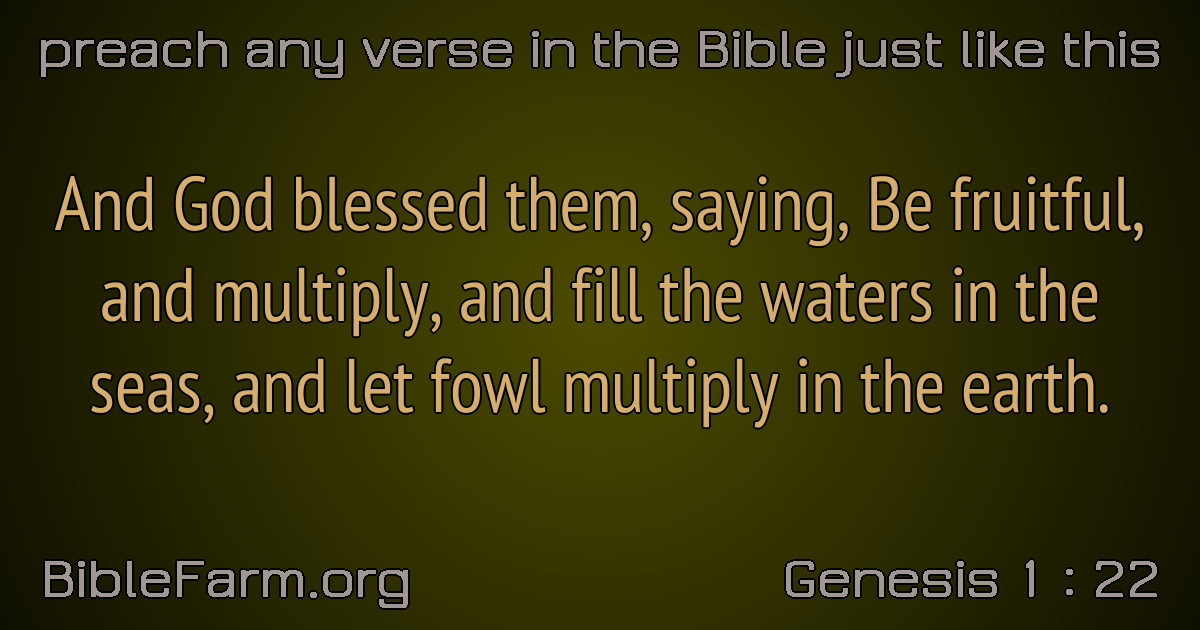 preach any verse in the Bible just like this
And God blessed them, saying, Be fruitful,
and multiply, and fill the waters in the
seas, and let fowl multiply in the earth.
BibleFarm.org
Genesis 1 : 22